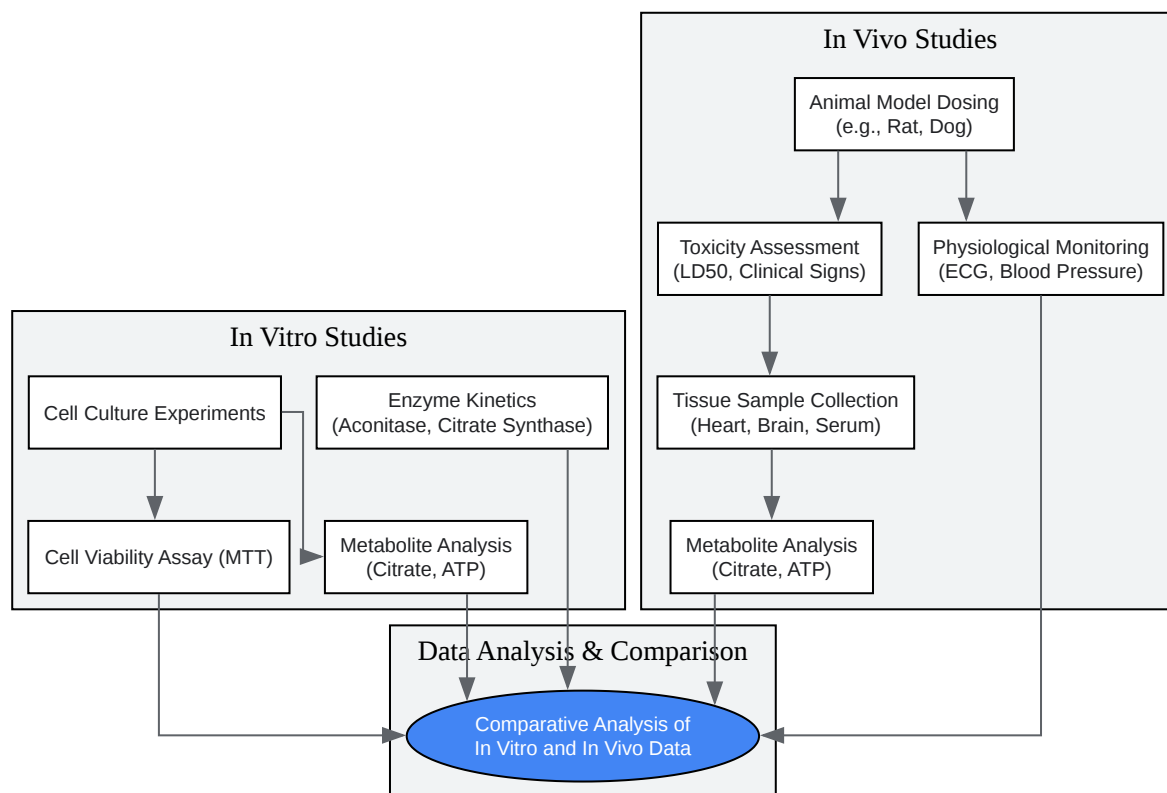 In Vivo Studies
Animal Model Dosing
(e.g., Rat, Dog)
Toxicity Assessment
(LD50, Clinical Signs)
Physiological Monitoring
(ECG, Blood Pressure)
In Vitro Studies
Cell Culture Experiments
Enzyme Kinetics
(Aconitase, Citrate Synthase)
Tissue Sample Collection
(Heart, Brain, Serum)
Cell Viability Assay (MTT)
Metabolite Analysis
(Citrate, ATP)
Metabolite Analysis
(Citrate, ATP)
Data Analysis & Comparison
Comparative Analysis of
In Vitro and In Vivo Data